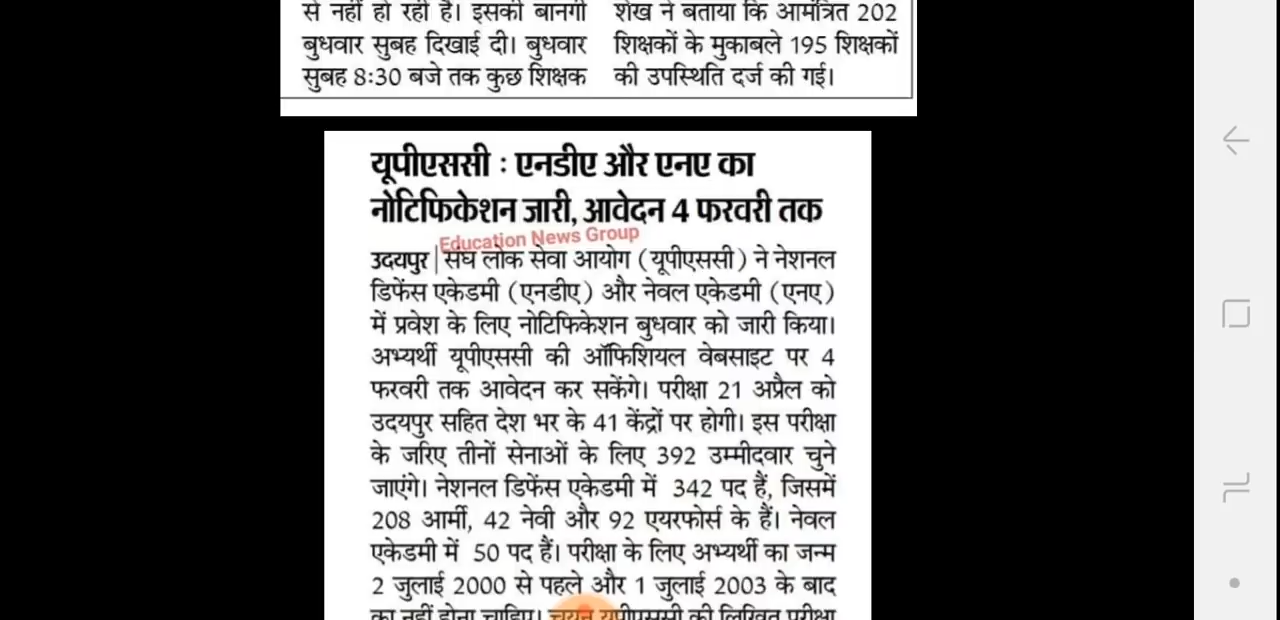 से नहीं हो रही है। इसकी बानगी
बुधवार सुबह दिखाई दी। बुधवार
सुबह 8:30 बजे तक कुछ शिक्षक
शेख ने बताया कि आमंत्रित 202
शिक्षकों के मुकाबले 195 शिक्षकों
की उपस्थिति दर्ज की गई।
यूपीएससी : एनडीए और एनए का
नोटिफिकेशन जारी, आवेदन 4 फरवरी तक
Education News Group
उदयपुर | संघ लोक सेवा आयोग (यूपीएससी) ने नेशनल
डिफेंस एकेडमी (एनडीए) और नेवल एकेडमी (एनए)
में प्रवेश के लिए नोटिफिकेशन बुधवार को जारी किया।
अभ्यर्थी यूपीएससी की ऑफिशियल वेबसाइट पर 4
फरवरी तक आवेदन कर सकेंगे। परीक्षा 21 अप्रैल को
उदयपुर सहित देश भर के 41 केंद्रों पर होगी। इस परीक्षा
के जरिए तीनों सेनाओं के लिए 392 उम्मीदवार चुने
जाएंगे। नेशनल डिफेंस एकेडमी में 342 पद हैं, जिसमें
208 आर्मी, 42 नेवी और 92 एयरफोर्स के हैं। नेवल
एकेडमी में 50 पद हैं। परीक्षा के लिए अभ्यर्थी का जन्म
2 जुलाई 2000 से पहले और 1 जुलाई 2003 के बाद
का नहीं होना चाहिए। चयन यूपीएससी की लिखित परीक्षा